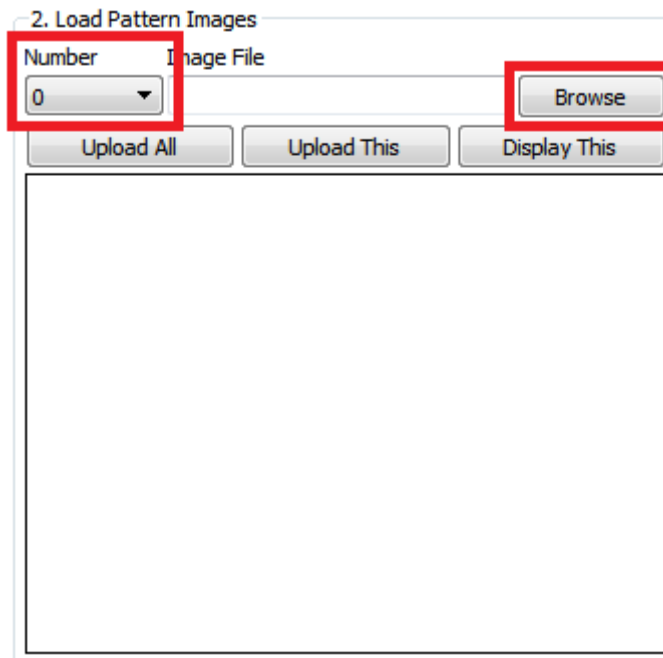 2. Load Pattern Images
Number Image File
0 Browse
Upload All Upload This Display This